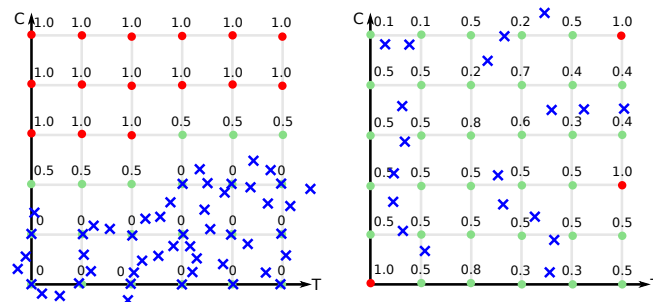 C
1.0 1.0 1.0 1.0 1.0 1.0
1.0 1.0 1.0 1.0 1.0 1.0
1.0 1.0 1.0 0.5 0.5 0.5
0.5 0.5 0.5 0 0 0
0 0 0 0 0 0
0 0 0 0 0 0
T
C
0.1 0.1 0.5 0.2 0.5 1.0
0.5 0.5 0.2 0.7 0.4 0.4
0.5 0.5 0.8 0.6 0.3 0.4
0.5 0.5 0.5 0.5 0.5 1.0
0.5 0.5 0.5 0.5 0.5 0.5
1.0 0.5 0.8 0.3 0.3 0.5
T